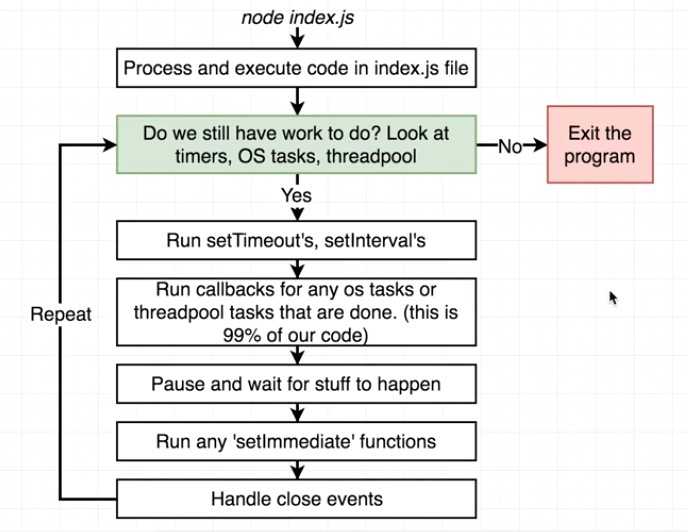 node index.js
Process and execute code in index.js file
Do we still have work to do? Look at
timers, OS tasks, threadpool
No
Exit the
program
Yes
Run setTimeout's, setInterval's
Run callbacks for any os tasks or
threadpool tasks that are done. (this is
99% of our code)
Repeat
Pause and wait for stuff to happen
Run any 'setImmediate' functions
Handle close events